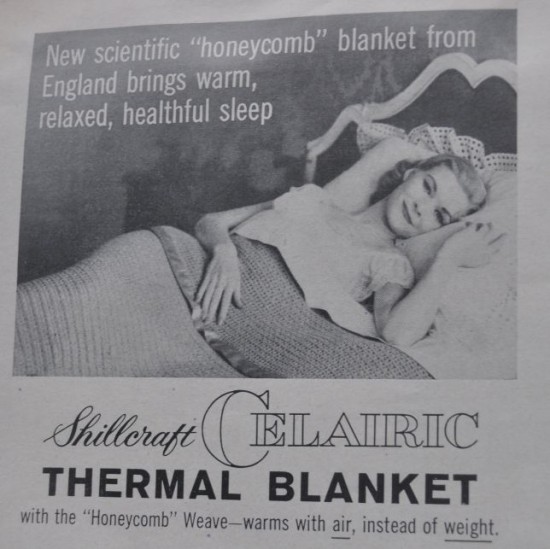 New scientific "honeycomb" blanket from
England brings warm,
relaxed, healthful sleep
Shillcraft CELAIRIC
THERMAL BLANKET
with the "Honeycomb" Weave—warms with air, instead of weight.